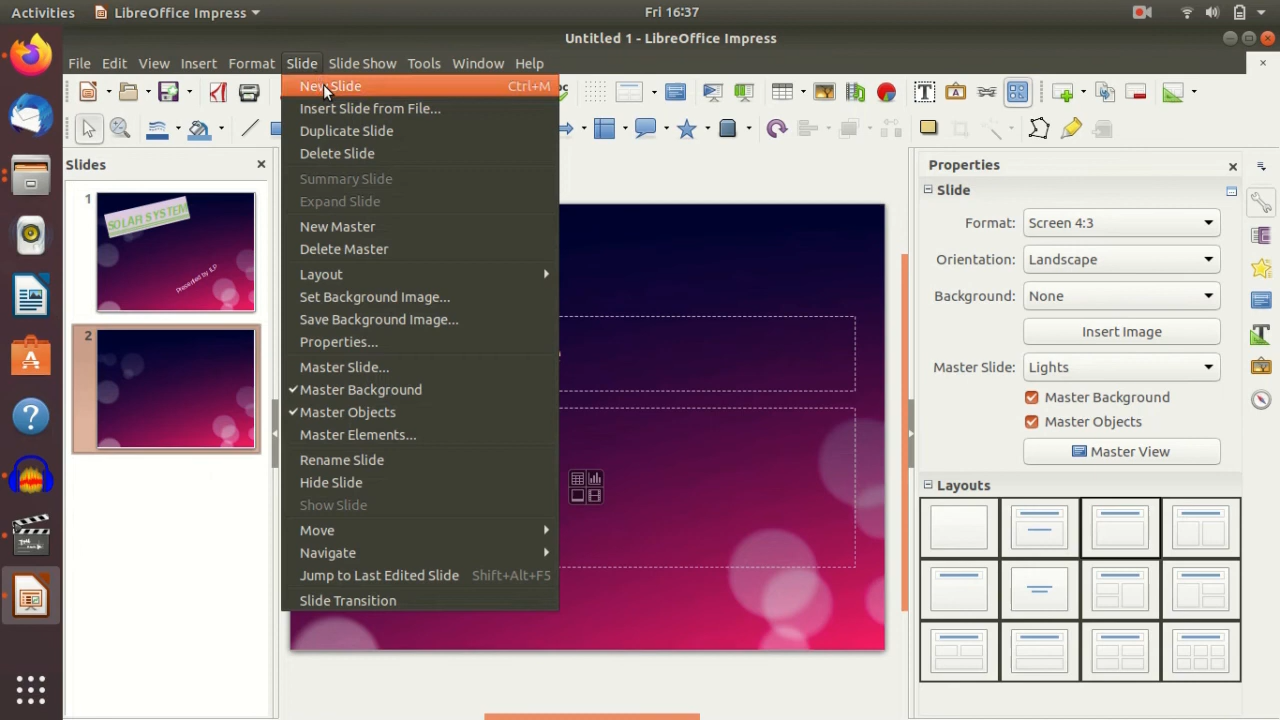 Activities
LibreOffice Impress
Fri 16:37
Untitled 1 - LibreOffice Impress
File Edit View Insert Format Slide Slide Show Tools Window Help
New Slide Ctrl+M
Insert Slide from File...
Duplicate Slide
Delete Slide
Summary Slide
Expand Slide
New Master
Delete Master
Layout
Set Background Image...
Save Background Image...
Properties...
Master Slide...
Master Background
Master Objects
Master Elements...
Rename Slide
Hide Slide
Show Slide
Move
Navigate
Jump to Last Edited Slide Shift+Alt+F5
Slide Transition
Slides
1
SOLAR SYSTEM
Presented by ILP
2
Properties
Slide
Format: Screen 4:3
Orientation: Landscape
Background: None
Insert Image
Master Slide: Lights
Master Background
Master Objects
Master View
Layouts